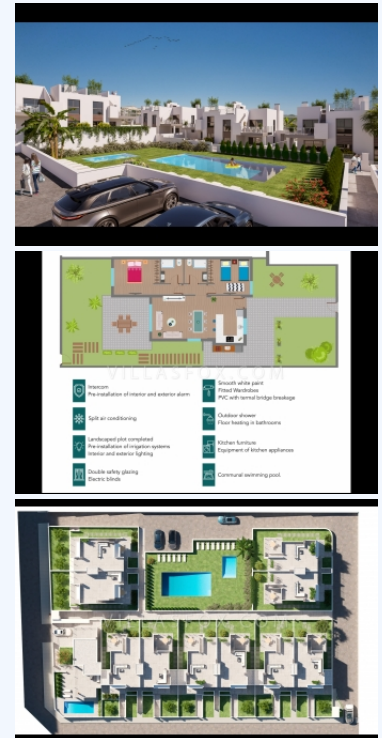 VILLASFOX.COM
Intercom
Pre-installation of interior and exterior alarm
Smooth white paint
Fitted Wardrobes
PVC with termal bridge breakage
Split air conditioning
Outdoor shower
Floor heating in bathrooms
Landscaped plot completed
Pre-installation of irrigation systems
Interior and exterior lighting
Kitchen furniture
Equipment of kitchen appliances
Double safety glazing
Electric blinds
Communal swimming pool